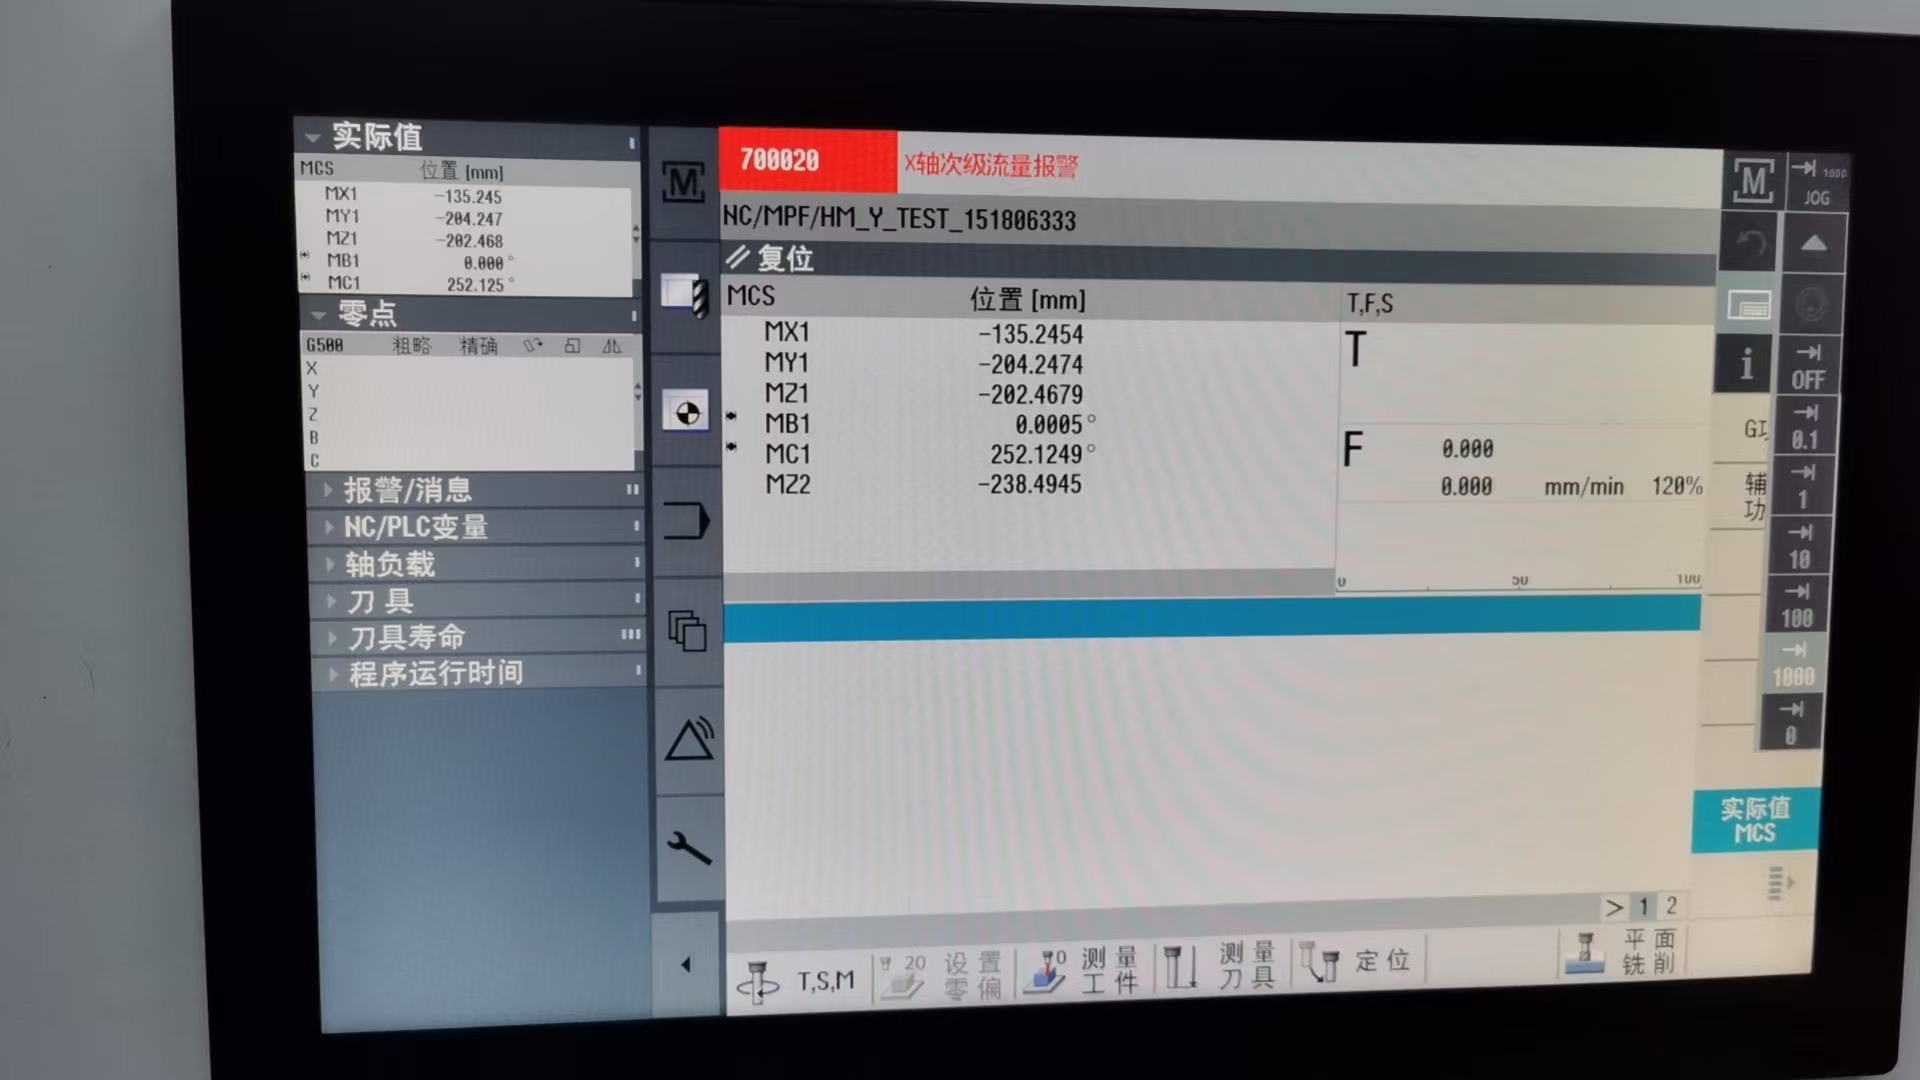 实际值
MCS 位置 [mm]
MX1 -135.245
MY1 -204.247
MZ1 -202.468
MB1 0.000 °
MC1 252.125 °
零点
G500 粗略 精确
X
Y
Z
B
C
报警/消息
NC/PLC变量
轴负载
刀具
刀具寿命
程序运行时间
M
700020 X轴次级流量报警
NC/MPF/HM_Y_TEST_151806333
复位
MCS 位置 [mm]
MX1 -135.2454
MY1 -204.2474
MZ1 -202.4679
MB1 0.0005 °
MC1 252.1249 °
MZ2 -238.4945
T,F,S
T
F 0.000
0.000 mm/min 120%
0 50 100
> 1 2
T,S,M
20 设置零偏
0 测量工件
测量刀具
定位
平面铣削
M
i
G功
辅
功
实际值
MCS
1000
JOG
OFF
0.1
1
10
100
1000
0